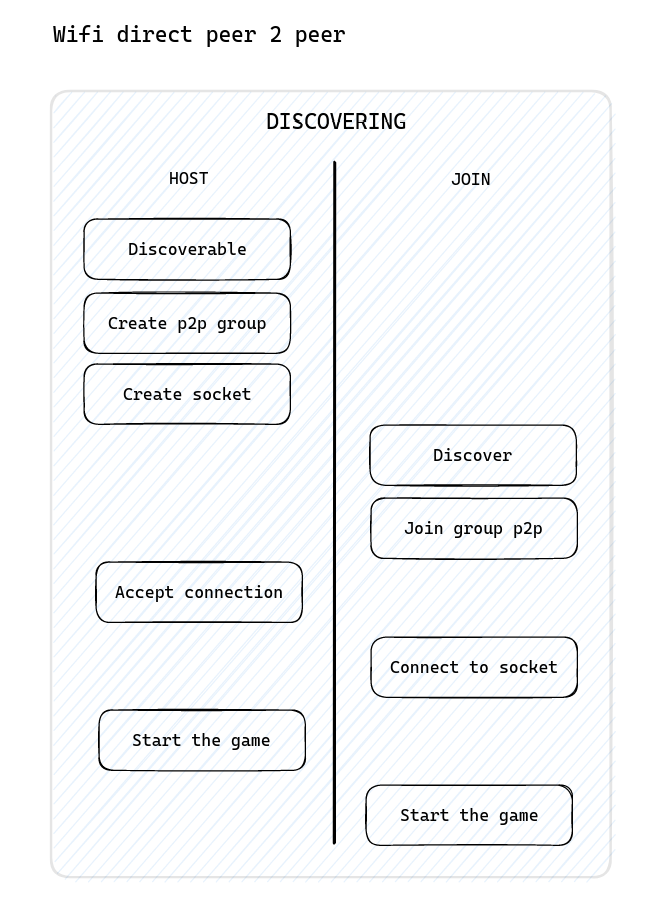 Wifi direct peer 2 peer
DISCOVERING
HOST
JOIN
Discoverable
Create p2p group
Create socket
Discover
Join group p2p
Accept connection
Connect to socket
Start the game
Start the game